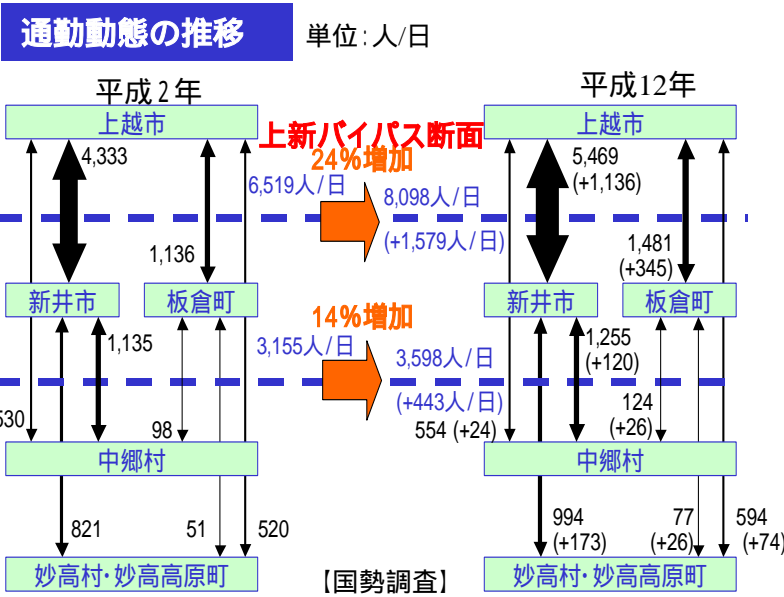 通勤動態の推移
単位:人/日
平成2年
平成12年
上越市
上越市
上新バイパス断面
24%増加
4,333
6,519人/日
8,098人/日
(+1,579人/日)
5,469
(+1,136)
1,136
1,481
(+345)
新井市
板倉町
新井市
板倉町
14%増加
1,135
3,155人/日
3,598人/日
(+443人/日)
1,255
(+120)
530
98
554 (+24)
124
(+26)
中郷村
中郷村
821
51
520
994
(+173)
77
(+26)
594
(+74)
妙高村・妙高高原町
【国勢調査】
妙高村・妙高高原町